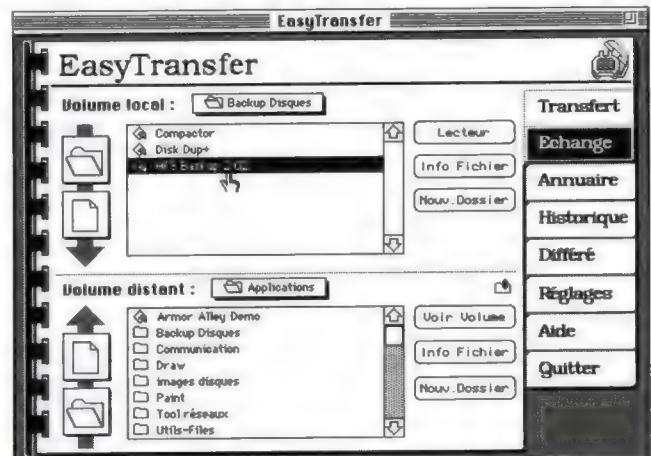 EasyTransfer
EasyTransfer
Volume local : Backup Disques
Compactor
Disk Dup+
HFS Backup
Lecteur
Info Fichier
Nouv.Dossier
Volume distant : Applications
Armor Alley Demo
Backup Disques
Communication
Draw
images disques
Paint
Tool réseaux
Utils-Files
Voir Volume
Info Fichier
Nouv.Dossier
Transfert
Echange
Annuaire
Historique
Différé
Réglages
Aide
Quitter